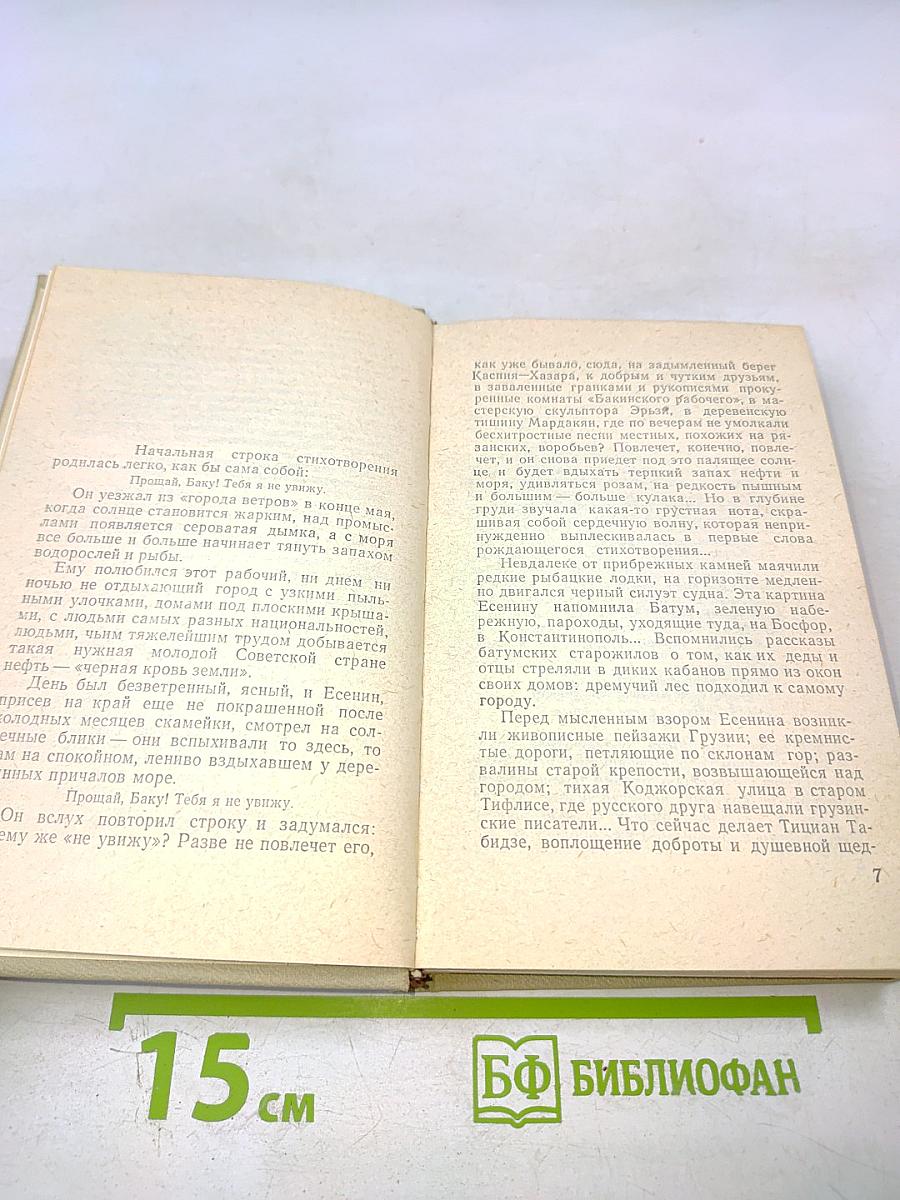 Начальная строка стихотворения
родилась легко, как бы сама собой:
Прощай, Баку! Тебя я не увижу.
Он уезжал из «города ветров» в конце мая,
когда солнце становится жарким, над промыс-
лами появляется сероватая дымка, а с моря
все больше и больше начинает тянуть запахом
водорослей и рыбы.
Ему полюбился этот рабочий, ни днем ни
ночью не отдыхающий город с узкими пыль-
ными улочками, домами под плоскими крыша-
ми, с людьми самых разных национальностей,
людьми, чьим тяжелейшим трудом добывается
такая нужная молодой Советской стране
нефть — «черная кровь земли».
День был безветренный, ясный, и Есенин,
присев на край еще не покрашенной после
холодных месяцев скамейки, смотрел на сол-
ечные блики — они вспыхивали то здесь, то
ам на спокойном, лениво вздыхавшем у дере-
янных причалов море.
Прощай, Баку! Тебя я не увижу.
Он вслух повторил строку и задумался:
ему же «не увижу»? Разве не повлечет его,
как уже бывало, сюда, на задымленный берег
Каспия—Хазара, к добрым и чутким друзьям,
в заваленные гранками и рукописями проку-
ренные комнаты «Бакинского рабочего», в ма-
стерскую скульптора Эрьзя, в деревенскую
тишину Мардакян, где по вечерам не умолкали
бесхитростные песни местных, похожих на ря-
занских, воробьев? Повлечет, конечно, повле-
чет, и он снова приедет под это палящее солн-
це и будет вдыхать терпкий запах нефти и
моря, удивляться розам, на редкость пышным
и большим — больше кулака... Но в глубине
груди звучала какая-то грустная нота, скра-
шивая собой сердечную волну, которая непри-
нужденно выплескивалась в первые слова
рождающегося стихотворения...
Невдалеке от прибрежных камней маячили
редкие рыбацкие лодки, на горизонте медлен-
но двигался черный силуэт судна. Эта картина
Есенину напомнила Батум, зеленую набе-
режную, пароходы, уходящие туда, на Босфор,
в Константинополь... Вспомнились рассказы
батумских старожилов о том, как их деды и
отцы стреляли в диких кабанов прямо из окон
своих домов: дремучий лес подходил к самому
городу.
Перед мысленным взором Есенина возник-
ли живописные пейзажи Грузии; ее кремнис-
тые дороги, петляющие по склонам гор; раз-
валины старой крепости, возвышающейся над
городом; тихая Коджорская улица в старом
Тифлисе, где русского друга навещали грузин-
ские писатели... Что сейчас делает Тициан Та-
бидзе, воплощение доброты и душевной щед-
7
15 см
БФ БИБЛИОФАН